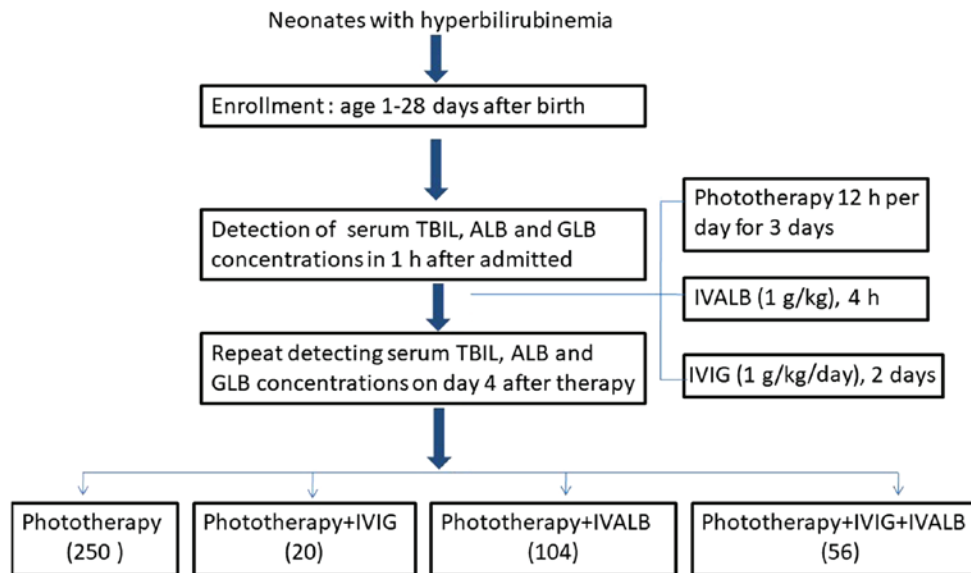 Neonates with hyperbilirubinemia
Enrollment : age 1-28 days after birth
Detection of serum TBIL, ALB and GLB
concentrations in 1 h after admitted
Phototherapy 12 h per
day for 3 days
IVALB (1 g/kg), 4 h
IVIG (1 g/kg/day), 2 days
Repeat detecting serum TBIL, ALB and
GLB concentrations on day 4 after therapy
Phototherapy
(250 )
Phototherapy+IVIG
(20)
Phototherapy+IVALB
(104)
Phototherapy+IVIG+IVALB
(56)